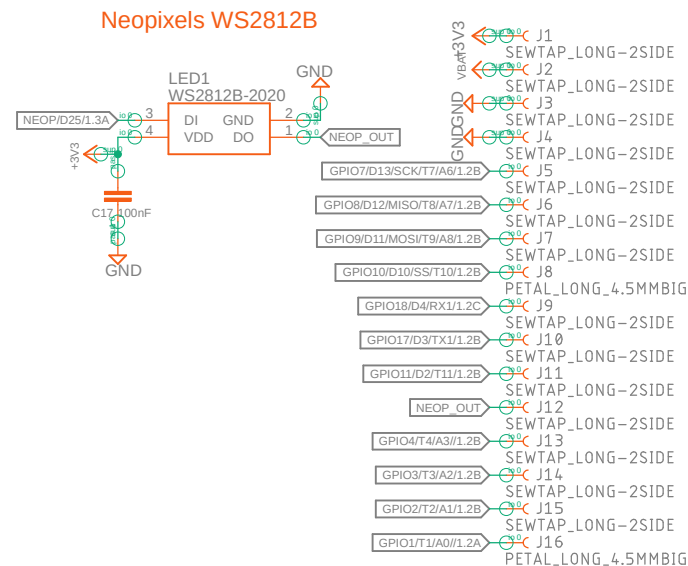 Neopixels WS2812B
LED1
WS2812B-2020
GND
NEOP/D25/1.3A
3 DI GND 2
4 VDD DO 1
NEOP_OUT
+3V3
C17 100nF
GND
+3V3 J1
SEWTAP_LONG-2SIDE
VBAT J2
SEWTAP_LONG-2SIDE
GND J3
SEWTAP_LONG-2SIDE
GND J4
SEWTAP_LONG-2SIDE
GPIO7/D13/SCK/T7/A6/1.2B J5
SEWTAP_LONG-2SIDE
GPIO8/D12/MISO/T8/A7/1.2B J6
SEWTAP_LONG-2SIDE
GPIO9/D11/MOSI/T9/A8/1.2B J7
SEWTAP_LONG-2SIDE
GPIO10/D10/SS/T10/1.2B J8
PETAL_LONG_4.5MMBIG
GPIO18/D4/RX1/1.2C J9
SEWTAP_LONG-2SIDE
GPIO17/D3/TX1/1.2B J10
SEWTAP_LONG-2SIDE
GPIO11/D2/T11/1.2B J11
SEWTAP_LONG-2SIDE
NEOP_OUT J12
SEWTAP_LONG-2SIDE
GPIO4/T4/A3//1.2B J13
SEWTAP_LONG-2SIDE
GPIO3/T3/A2/1.2B J14
SEWTAP_LONG-2SIDE
GPIO2/T2/A1/1.2B J15
SEWTAP_LONG-2SIDE
GPIO1/T1/A0//1.2A J16
PETAL_LONG_4.5MMBIG